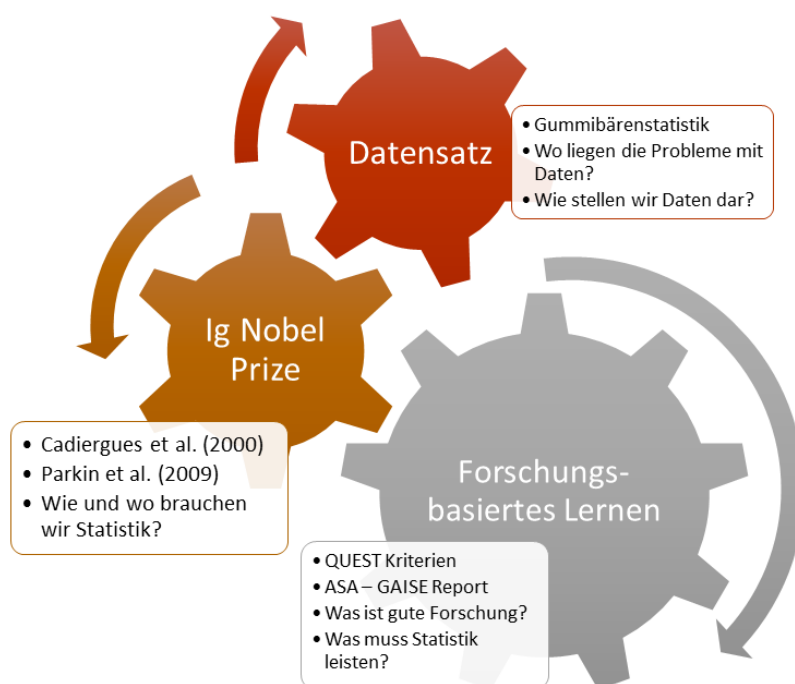 Datensatz
• Gummibärenstatistik
• Wo liegen die Probleme mit
Daten?
• Wie stellen wir Daten dar?
Ig Nobel
Prize
• Cadiergues et al. (2000)
• Parkin et al. (2009)
• Wie und wo brauchen
wir Statistik?
Forschungs-
basiertes Lernen
• QUEST Kriterien
• ASA – GAISE Report
• Was ist gute Forschung?
• Was muss Statistik
leisten?